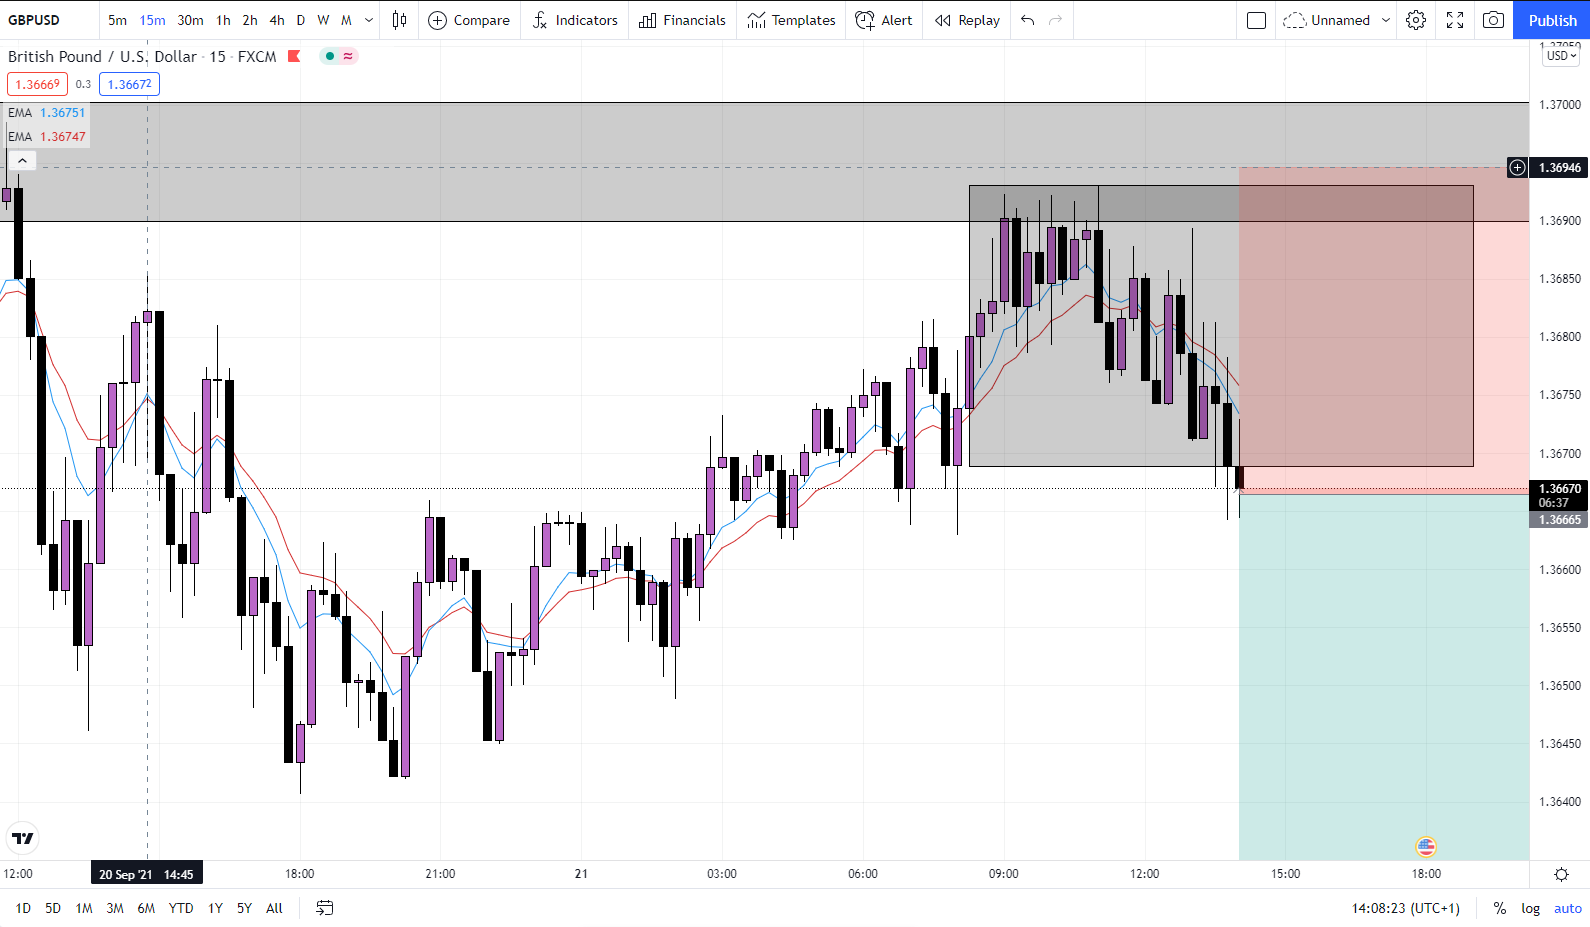 GBPUSD 5m 15m 30m 1h 2h 4h D W M Compare Indicators Financials Templates Alert Replay Unnamed Publish
British Pound / U.S. Dollar · 15 · FXCM
1.36669 0.3 1.36672
EMA 1.36751
EMA 1.36747
1.37050
USD
1.37000
1.36946
1.36900
1.36850
1.36800
1.36750
1.36700
1.36670
06:37
1.36665
1.36600
1.36550
1.36500
1.36450
1.36400
12:00 20 Sep '21 14:45 18:00 21:00 21 03:00 06:00 09:00 12:00 15:00 18:00
1D 5D 1M 3M 6M YTD 1Y 5Y All 14:08:23 (UTC+1) % log auto